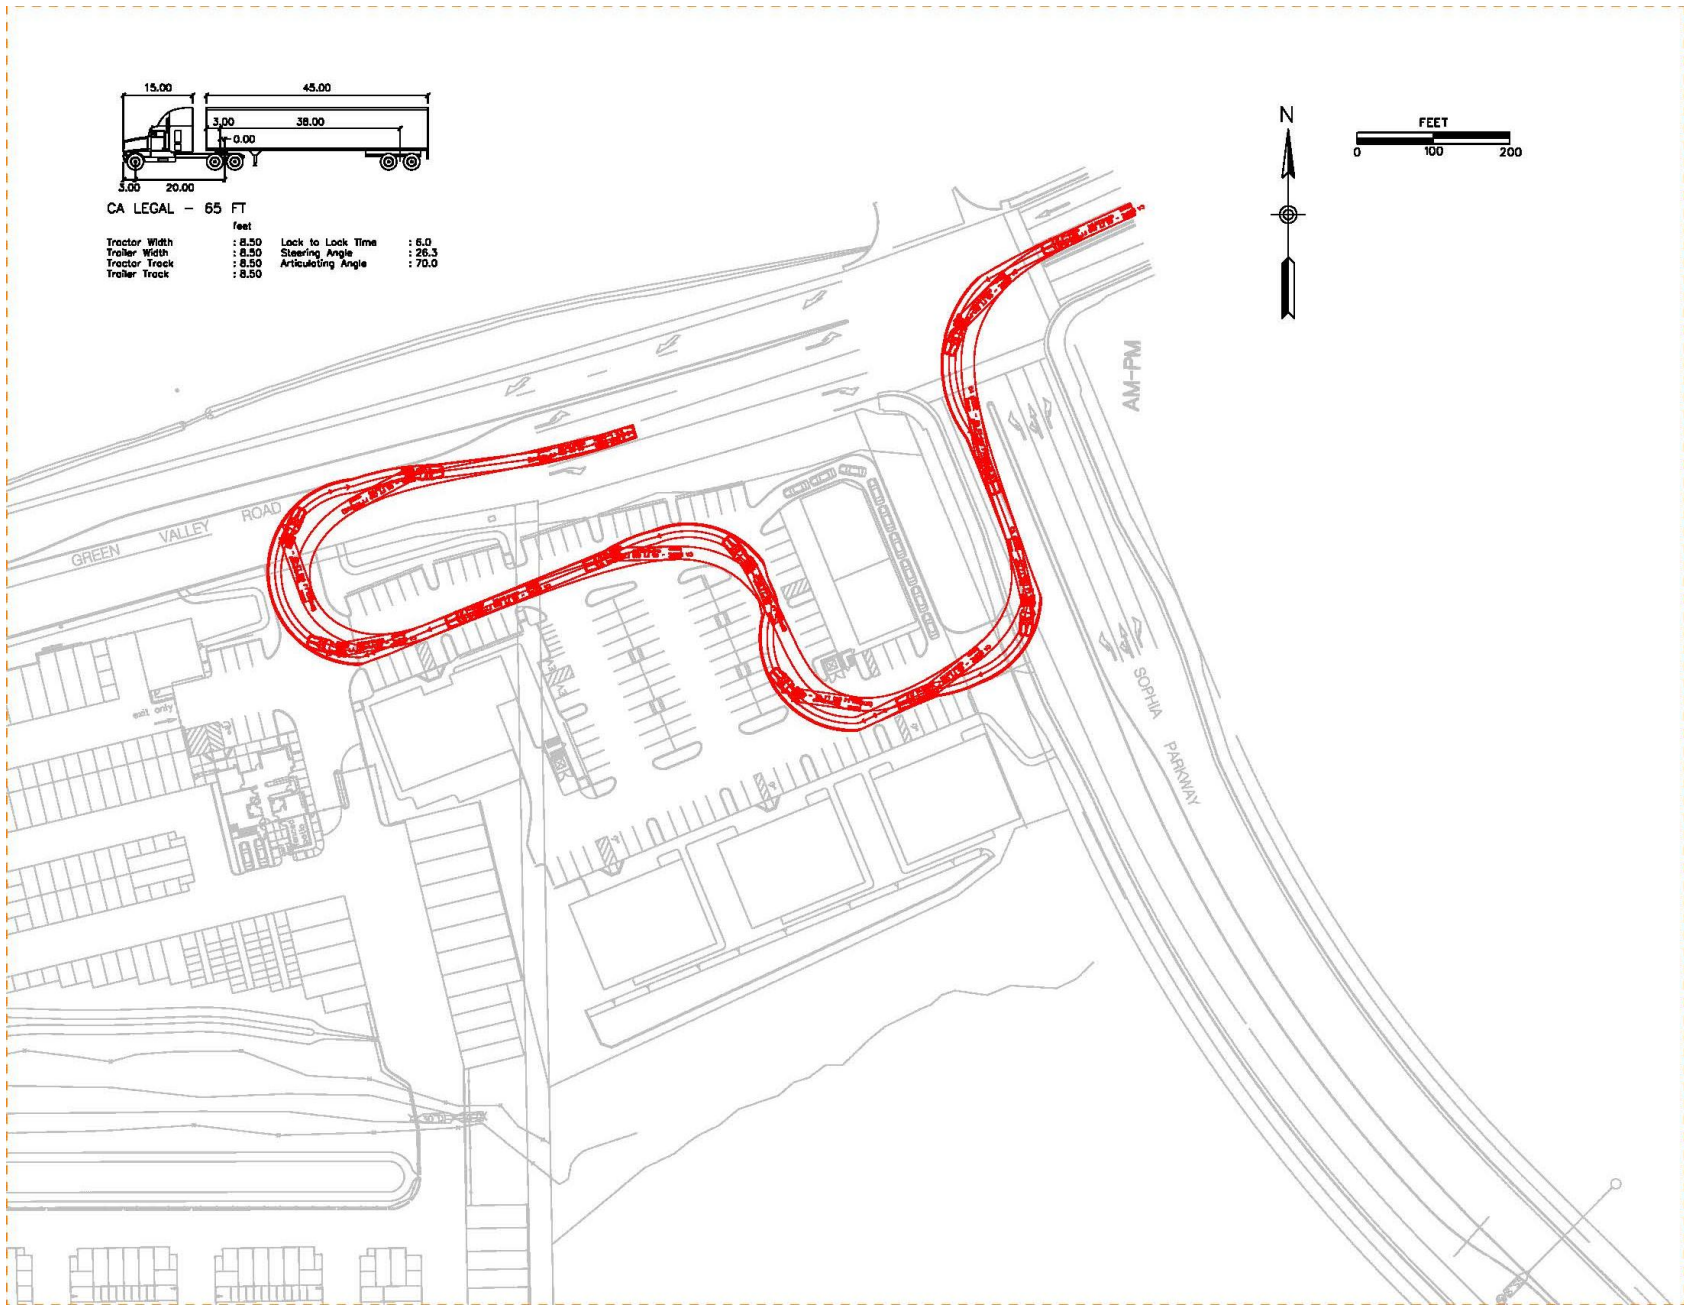 15.00
45.00
3.00
38.00
0.00
3.00
20.00
CA LEGAL - 65 FT
feet
Tractor Width : 8.50 Lock to Lock Time : 6.0
Trailer Width : 8.50 Steering Angle : 26.3
Tractor Track : 8.50 Articulating Angle : 70.0
Trailer Track : 8.50
N
FEET
0 100 200
AM-PM
GREEN VALLEY ROAD
EV
EV
exit only
SOPHIA PARKWAY